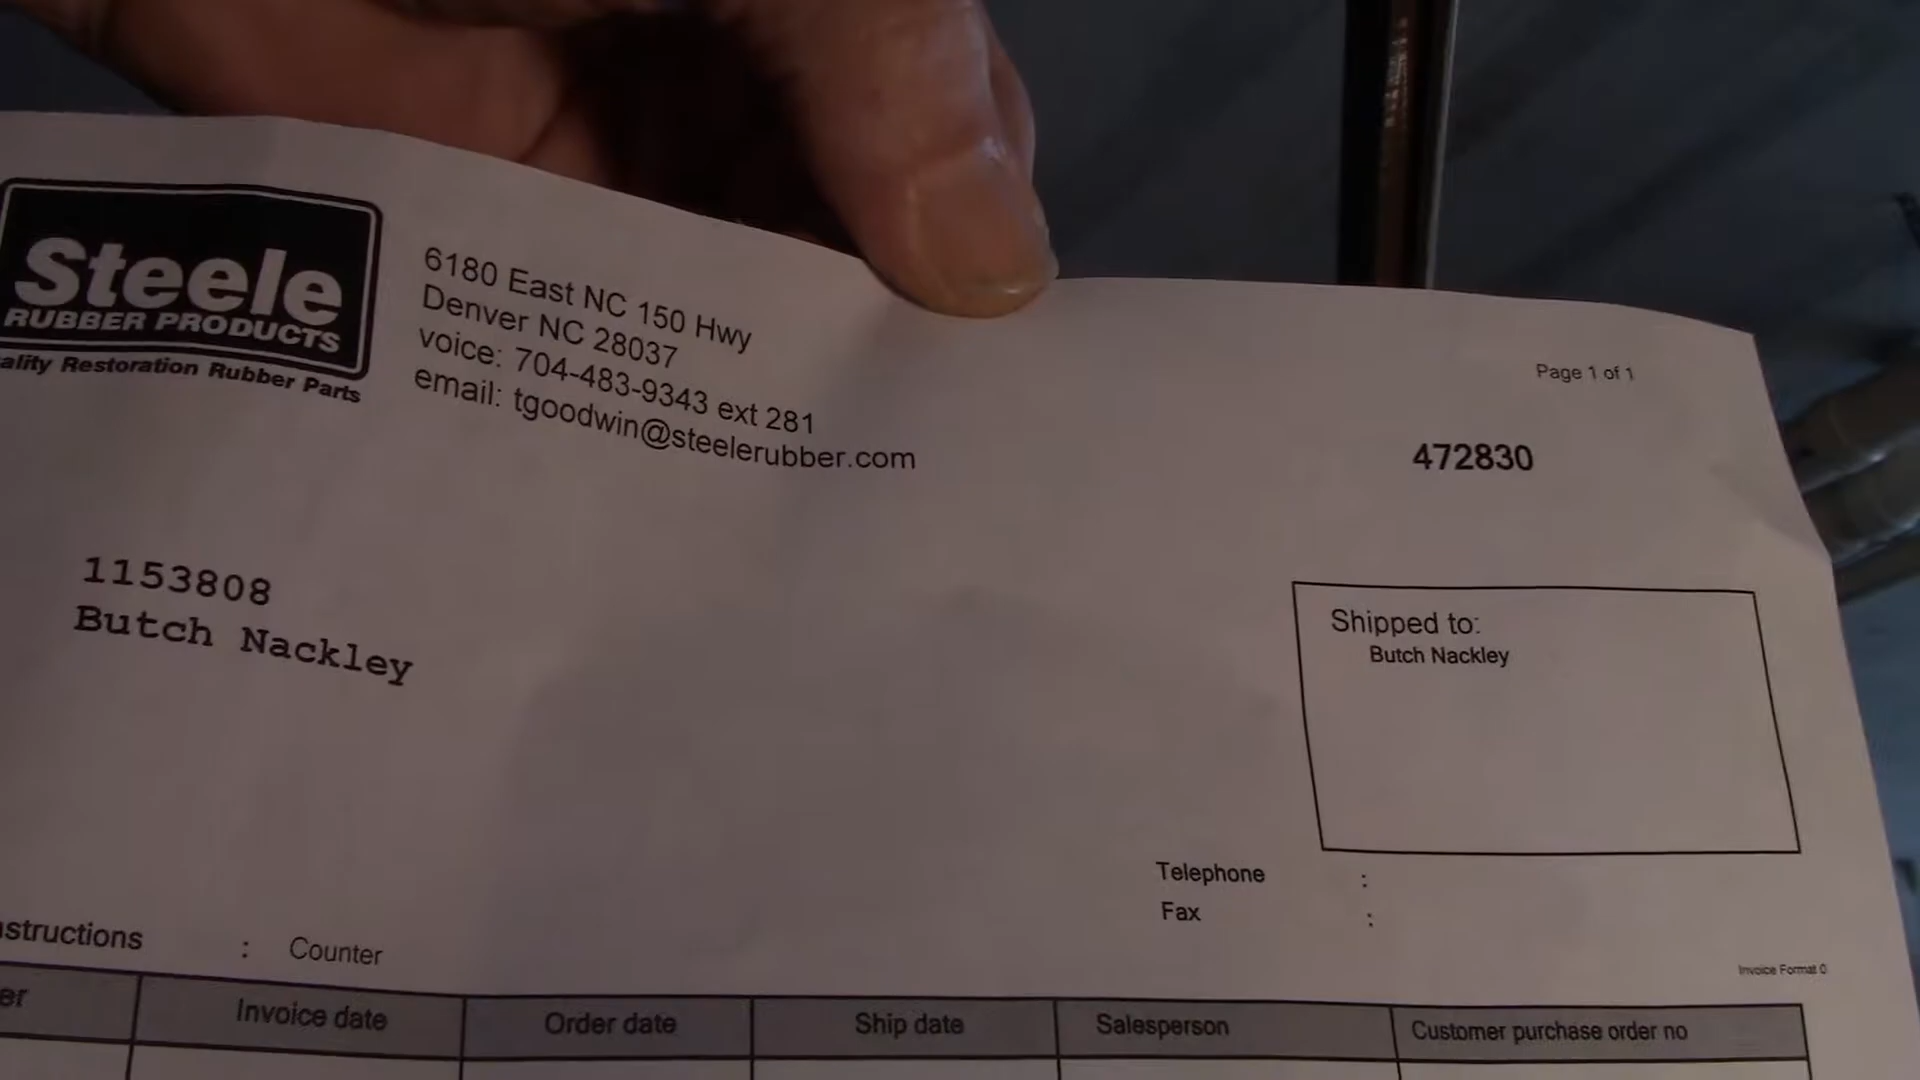 Steele
RUBBER PRODUCTS
ality Restoration Rubber Parts
6180 East NC 150 Hwy
Denver NC 28037
voice: 704-483-9343 ext 281
email: tgoodwin@steelerubber.com
Page 1 of 1
472830
1153808
Butch Nackley
Shipped to:
Butch Nackley
Telephone :
Fax :
structions : Counter
Invoice Format 0
er Invoice date Order date Ship date Salesperson Customer purchase order no